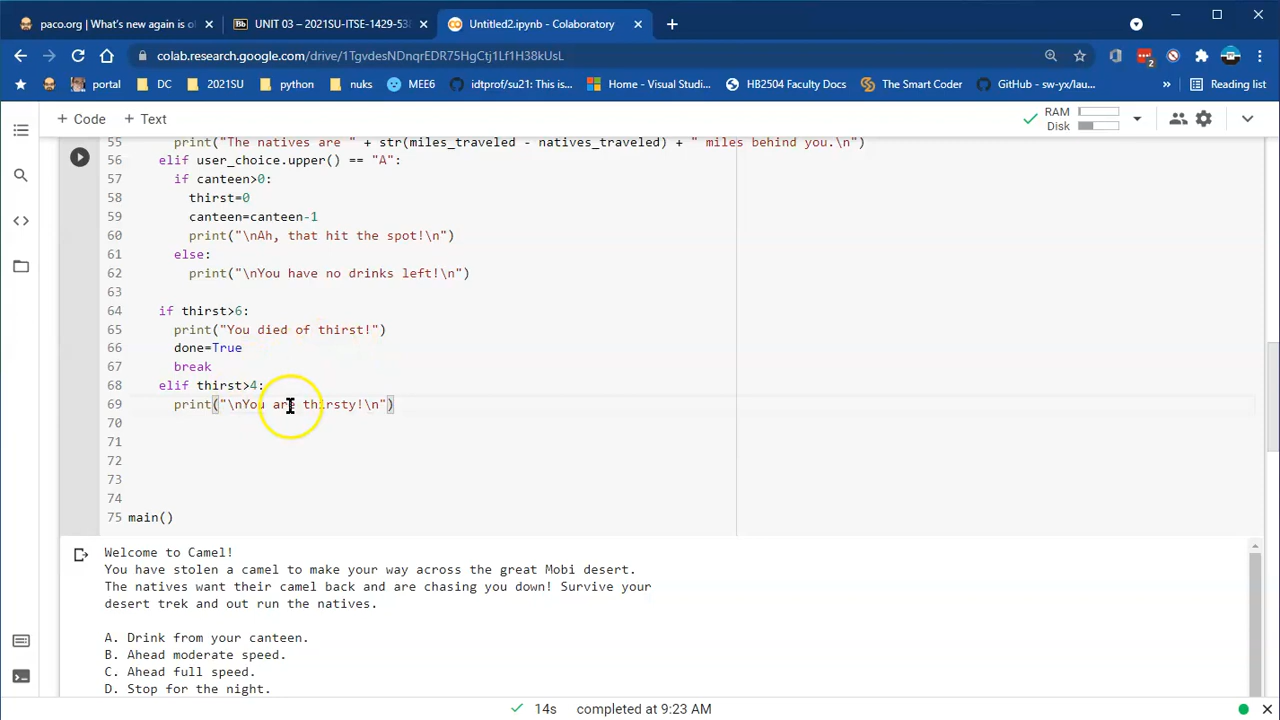 paco.org | What's new again is o
UNIT 03 – 2021SU-ITSE-1429-53
Untitled2.ipynb - Colaboratory
colab.research.google.com/drive/1TgvdesNDnqrEDR75HgCtj1Lf1H38kUsL
2
portal
DC
2021SU
python
nuks
MEE6
idtprof/su21: This is...
Home - Visual Studi...
HB2504 Faculty Docs
The Smart Coder
GitHub - sw-yx/lau...
»
Reading list
+ Code + Text
RAM
Disk
55 print("The natives are " + str(miles_traveled - natives_traveled) + " miles behind you.\n")
56 elif user_choice.upper() == "A":
57 if canteen>0:
58 thirst=0
59 canteen=canteen-1
60 print("\nAh, that hit the spot!\n")
61 else:
62 print("\nYou have no drinks left!\n")
63
64 if thirst>6:
65 print("You died of thirst!")
66 done=True
67 break
68 elif thirst>4:
69 print("\nYou are thirsty!\n")
70
71
72
73
74
75 main()
Welcome to Camel!
You have stolen a camel to make your way across the great Mobi desert.
The natives want their camel back and are chasing you down! Survive your
desert trek and out run the natives.
A. Drink from your canteen.
B. Ahead moderate speed.
C. Ahead full speed.
D. Stop for the night.
14s completed at 9:23 AM